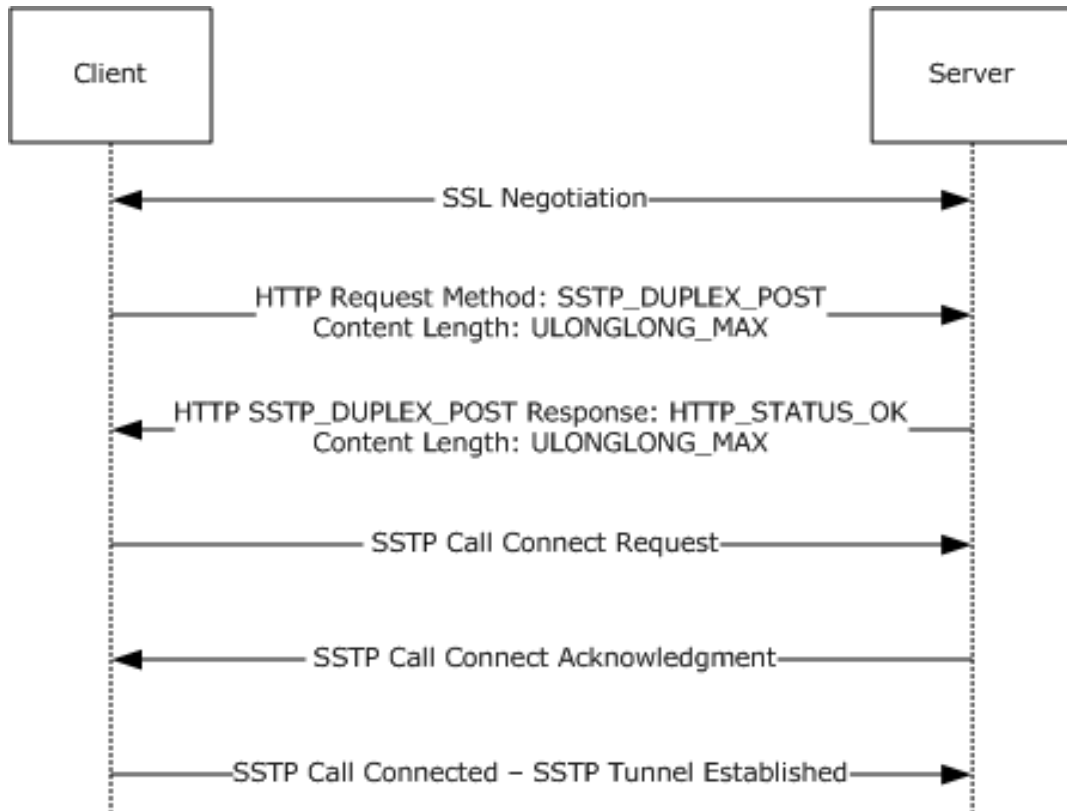 Client
Server
SSL Negotiation
HTTP Request Method: SSTP_DUPLEX_POST
Content Length: ULONGLONG_MAX
HTTP SSTP_DUPLEX_POST Response: HTTP_STATUS_OK
Content Length: ULONGLONG_MAX
SSTP Call Connect Request
SSTP Call Connect Acknowledgment
SSTP Call Connected – SSTP Tunnel Established